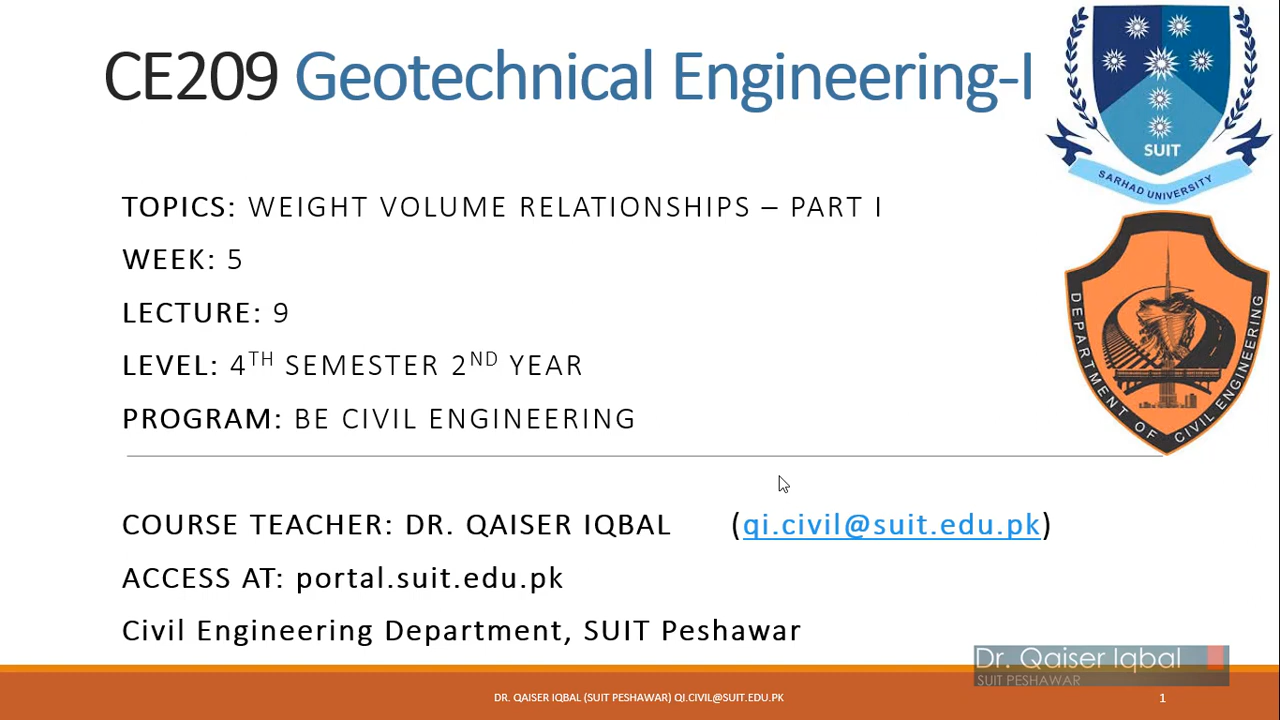 CE209 Geotechnical Engineering-I
SUIT
SARHAD UNIVERSITY
TOPICS: WEIGHT VOLUME RELATIONSHIPS – PART I
WEEK: 5
LECTURE: 9
LEVEL: 4TH SEMESTER 2ND YEAR
PROGRAM: BE CIVIL ENGINEERING
DEPARTMENT OF CIVIL ENGINEERING
COURSE TEACHER: DR. QAISER IQBAL (qi.civil@suit.edu.pk)
ACCESS AT: portal.suit.edu.pk
Civil Engineering Department, SUIT Peshawar
Dr. Qaiser Iqbal
SUIT PESHAWAR
DR. QAISER IQBAL (SUIT PESHAWAR) QI.CIVIL@SUIT.EDU.PK 1